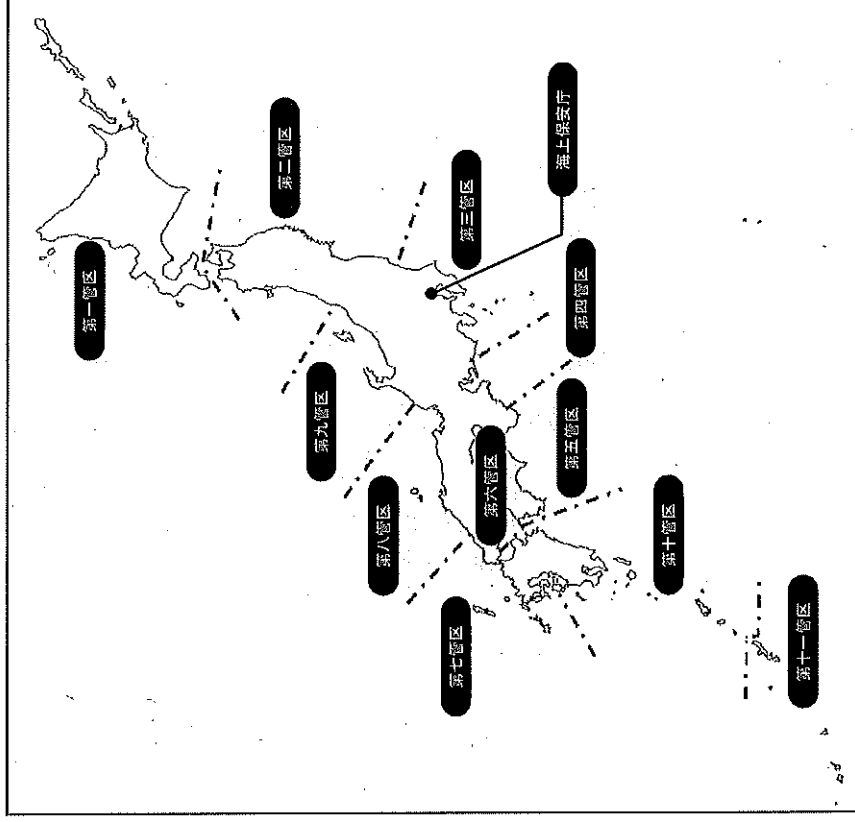 第一管区
第二管区
第三管区
海上保安庁
第四管区
第五管区
第六管区
第九管区
第八管区
第七管区
第十管区
第十一管区